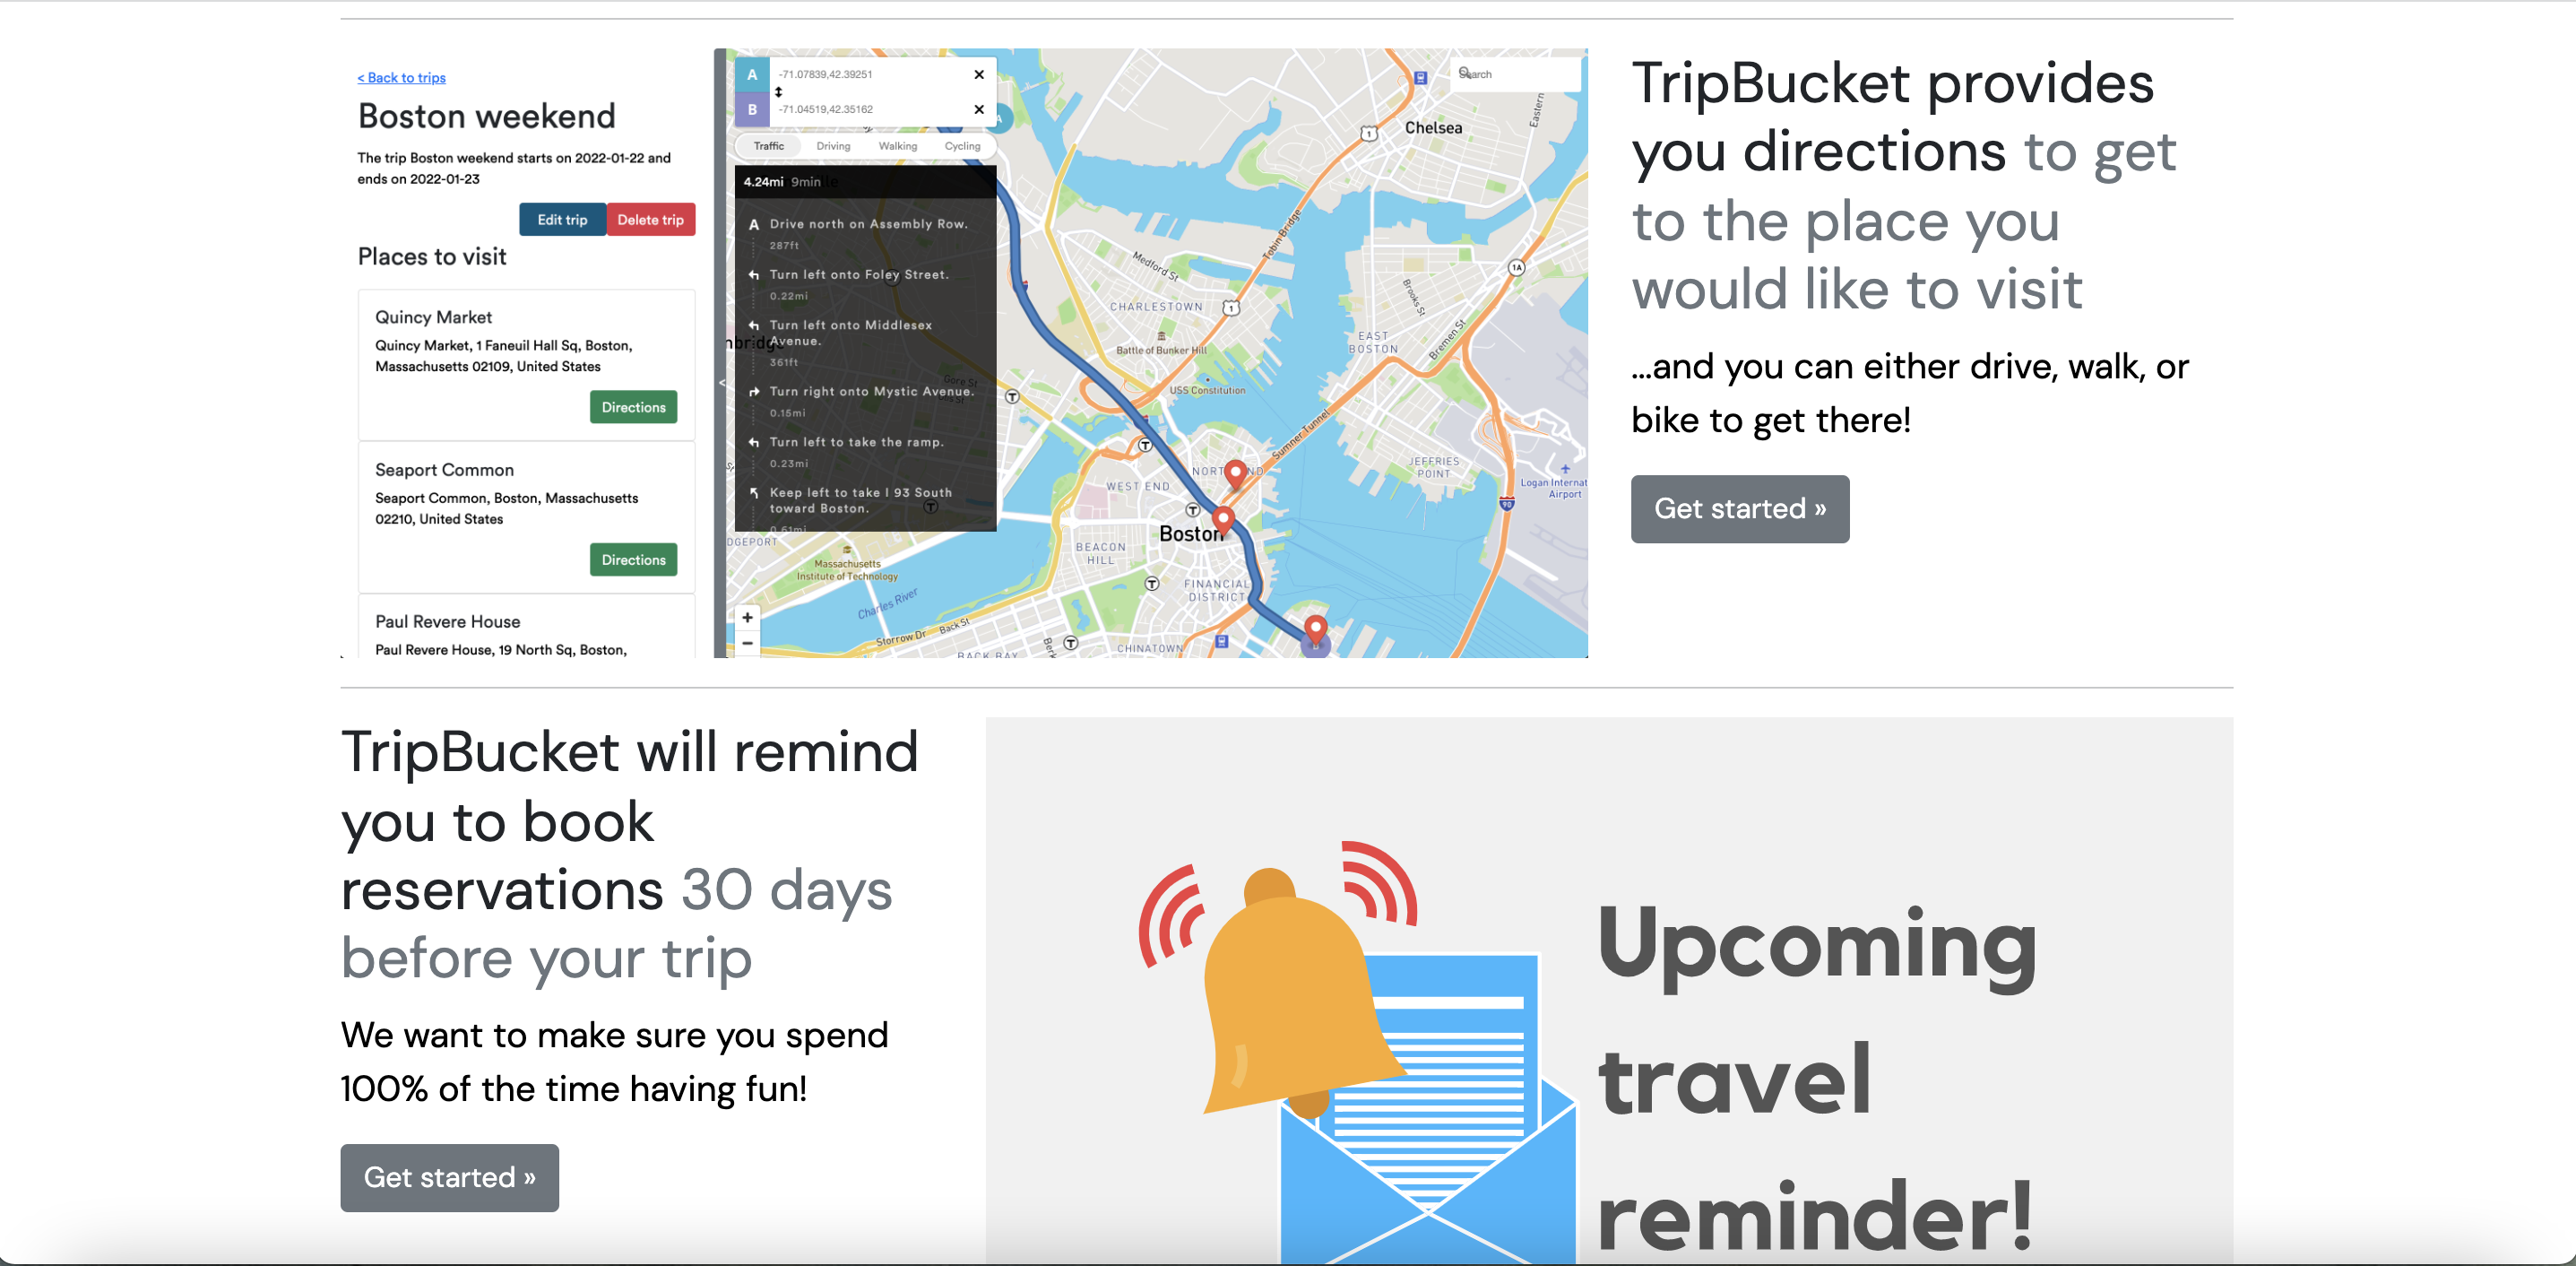 < Back to trips
Boston weekend
The trip Boston weekend starts on 2022-01-22 and
ends on 2022-01-23
Edit trip
Delete trip
Places to visit
Quincy Market
Quincy Market, 1 Faneuil Hall Sq, Boston,
Massachusetts 02109, United States
Directions
Seaport Common
Seaport Common, Boston, Massachusetts
02210, United States
Directions
Paul Revere House
Paul Revere House, 19 North Sq, Boston,
A
-71.07839,42.39251
B
-71.04519,42.35162
Traffic
Driving
Walking
Cycling
4.24mi 9min
A Drive north on Assembly Row.
287ft
Turn left onto Foley Street.
0.22mi
Turn left onto Middlesex
Avenue.
361ft
Turn right onto Mystic Avenue.
0.15mi
Turn left to take the ramp.
0.23mi
Keep left to take I 93 South
toward Boston.
0.61mi
+
−
<
A
Search
Chelsea
Eastern
1
Tobin Bridge
Medford St
1A
CHARLESTOWN
1
Brooks St
Battle of Bunker Hill
EAST
BOSTON
Bremen St
USS Constitution
Gore St
T
T
Sumner Tunnel
JEFFRIES
POINT
Logan Internat
Airport
90
WEST END
T
Boston
BEACON
HILL
T
FINANCIAL
DISTRICT
Massachusetts
Institute of Technology
Charles River
Storrow Dr
Back St
T
CHINATOWN
BACK BAY
TripBucket provides
you directions to get
to the place you
would like to visit
...and you can either drive, walk, or
bike to get there!
Get started »
TripBucket will remind
you to book
reservations 30 days
before your trip
We want to make sure you spend
100% of the time having fun!
Get started »
Upcoming
travel
reminder!